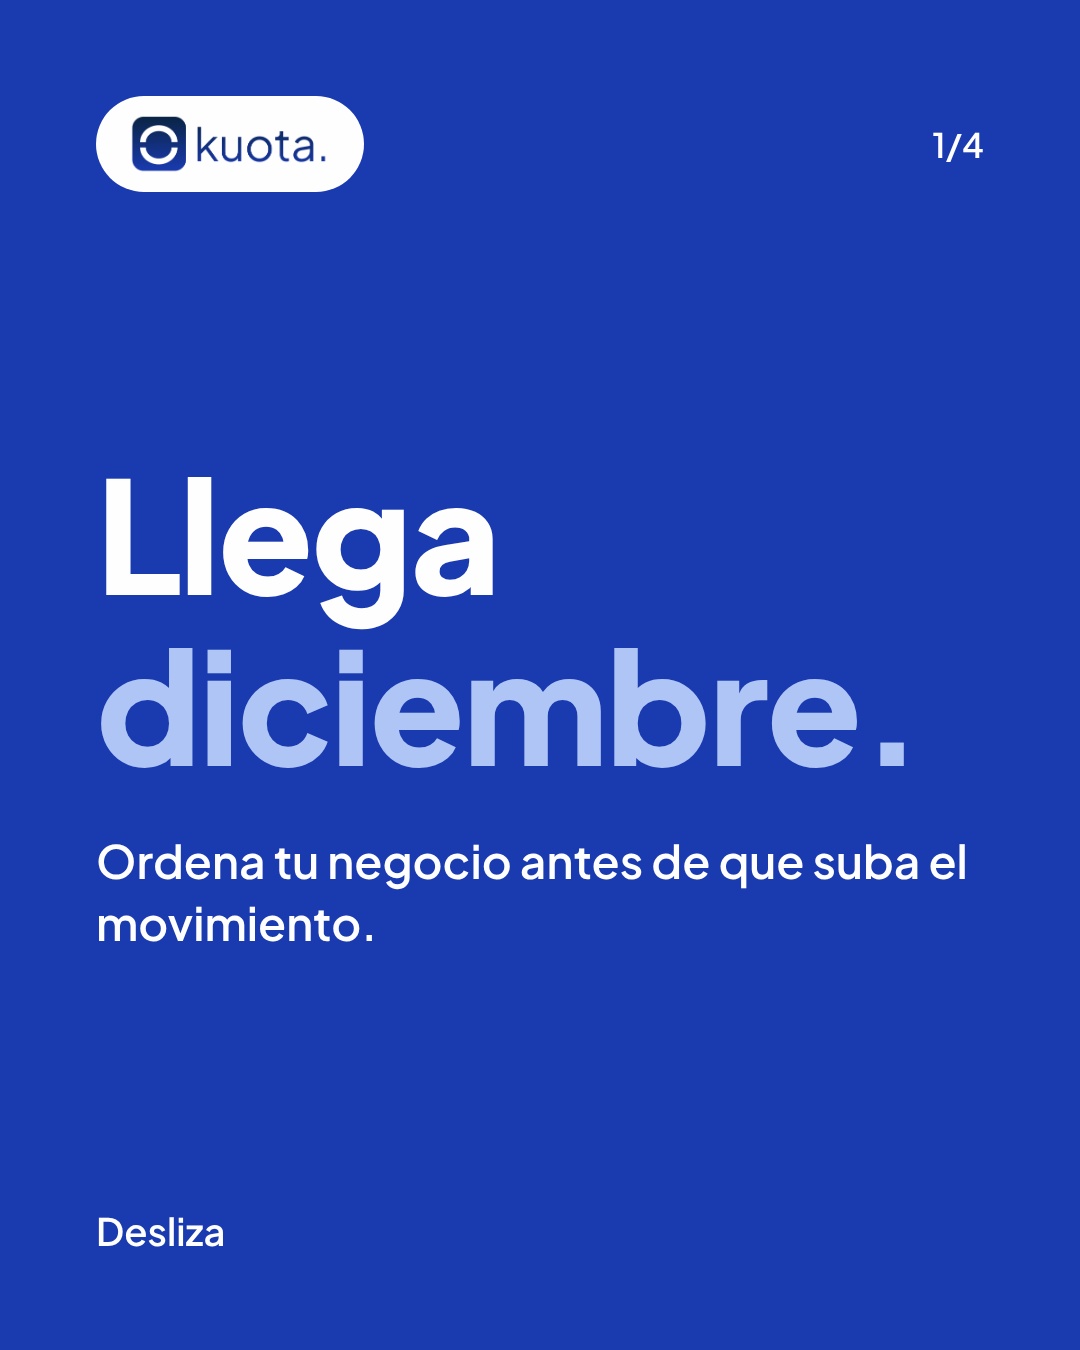 kuota.
1/4
Llega
diciembre.
Ordena tu negocio antes de que suba el
movimiento.
Desliza